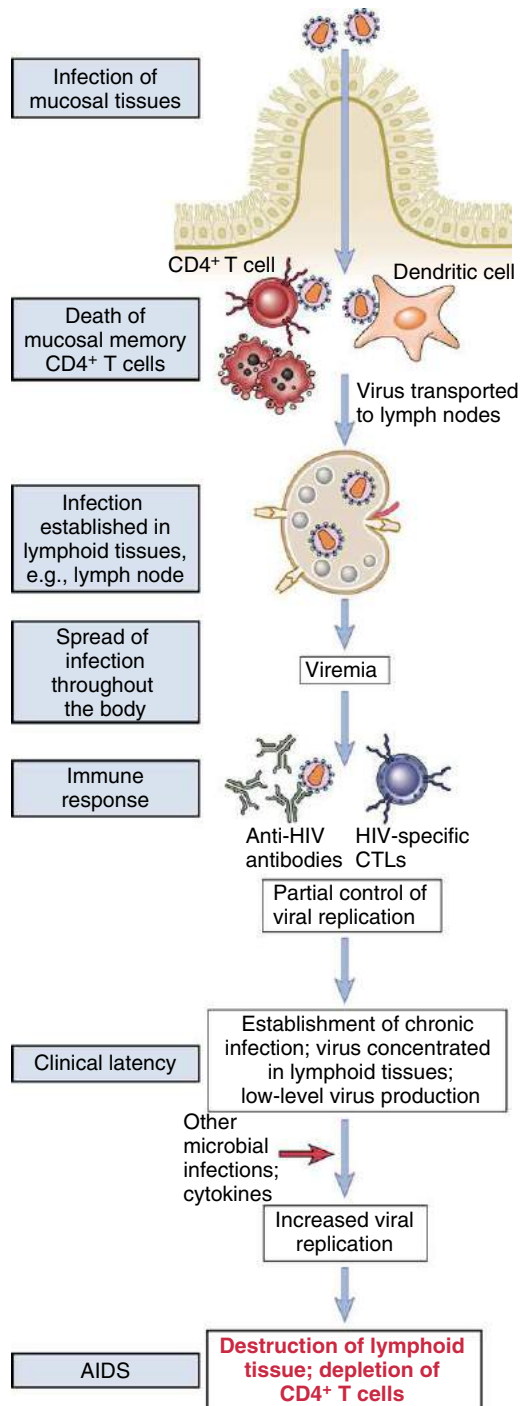 Infection of
mucosal tissues
CD4⁺ T cell
Dendritic cell
Death of
mucosal memory
CD4⁺ T cells
Virus transported
to lymph nodes
Infection
established in
lymphoid tissues,
e.g., lymph node
Spread of
infection
throughout
the body
Viremia
Immune
response
Anti-HIV
antibodies
HIV-specific
CTLs
Partial control of
viral replication
Clinical latency
Establishment of chronic
infection; virus concentrated
in lymphoid tissues;
low-level virus production
Other
microbial
infections;
cytokines
Increased viral
replication
AIDS
Destruction of lymphoid
tissue; depletion of
CD4⁺ T cells